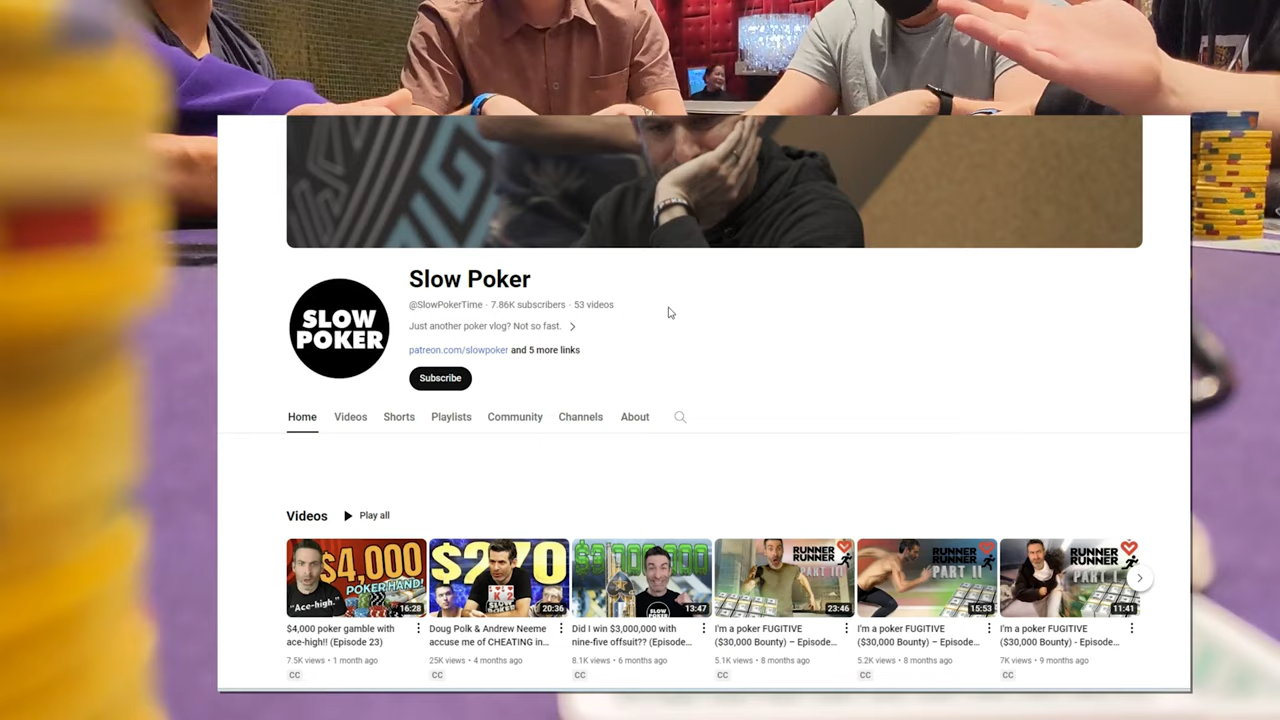 Slow Poker
@SlowPokerTime · 7.86K subscribers · 53 videos
Just another poker vlog? Not so fast.
patreon.com/slowpoker and 5 more links
Subscribe
SLOW
POKER
Home Videos Shorts Playlists Community Channels About
Videos Play all
$4,000
POKER HAND!
"Ace-high."
16:28
$4,000 poker gamble with
ace-high!! (Episode 23)
7.5K views • 1 month ago
CC
$270
SLOW
POKER
20:36
Doug Polk & Andrew Neeme
accuse me of CHEATING in...
25K views • 4 months ago
CC
SLOW
13:47
Did I win $3,000,000 with
nine-five offsuit?? (Episode...
8.1K views • 6 months ago
CC
RUNNER
RUNNER
PART III
23:46
I'm a poker FUGITIVE
($30,000 Bounty) – Episode...
5.1K views • 8 months ago
CC
RUNNER
RUNNER
PART II
15:53
I'm a poker FUGITIVE
($30,000 Bounty) – Episode...
5.2K views • 8 months ago
CC
RUNNER
RUNNER
PART I
11:41
I'm a poker FUGITIVE
($30,000 Bounty) - Episode...
7K views • 9 months ago
CC